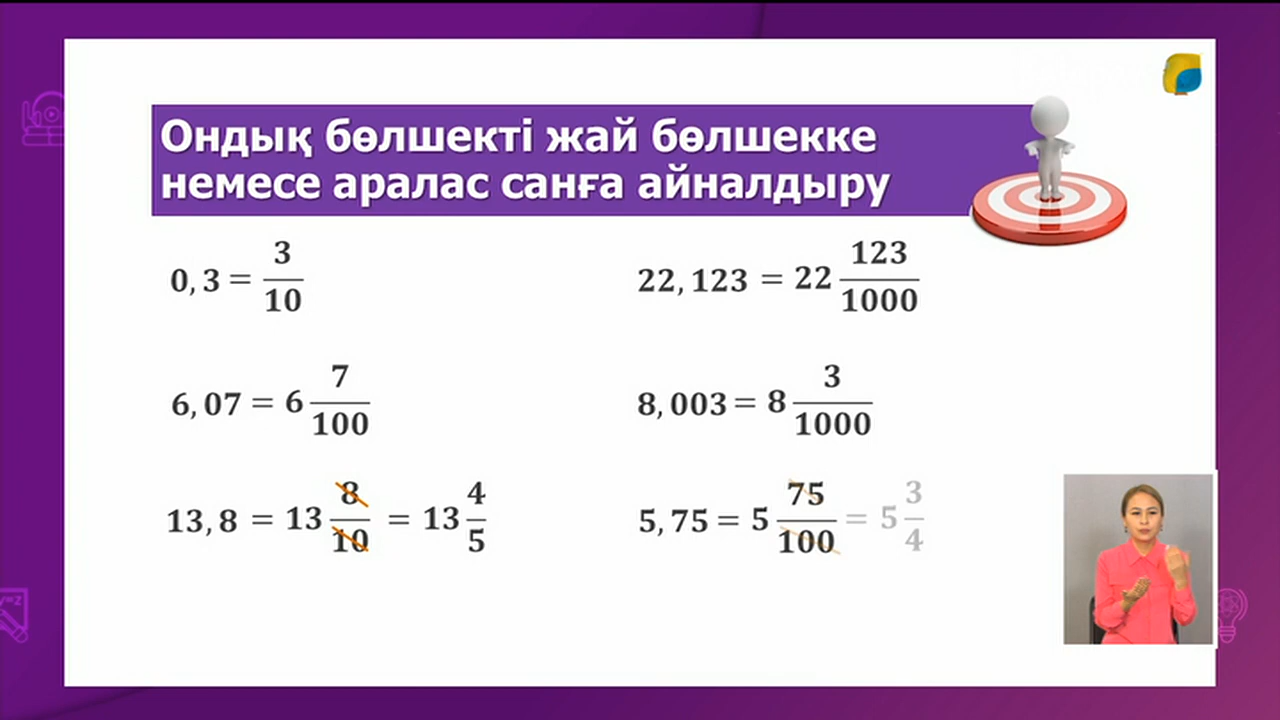 Ондық бөлшекті жай бөлшекке
немесе аралас санға айналдыру
0,3 = 3/10
22,123 = 22 123/1000
6,07 = 6 7/100
8,003 = 8 3/1000
13,8 = 13 8/10 = 13 4/5
5,75 = 5 75/100 = 5 3/4